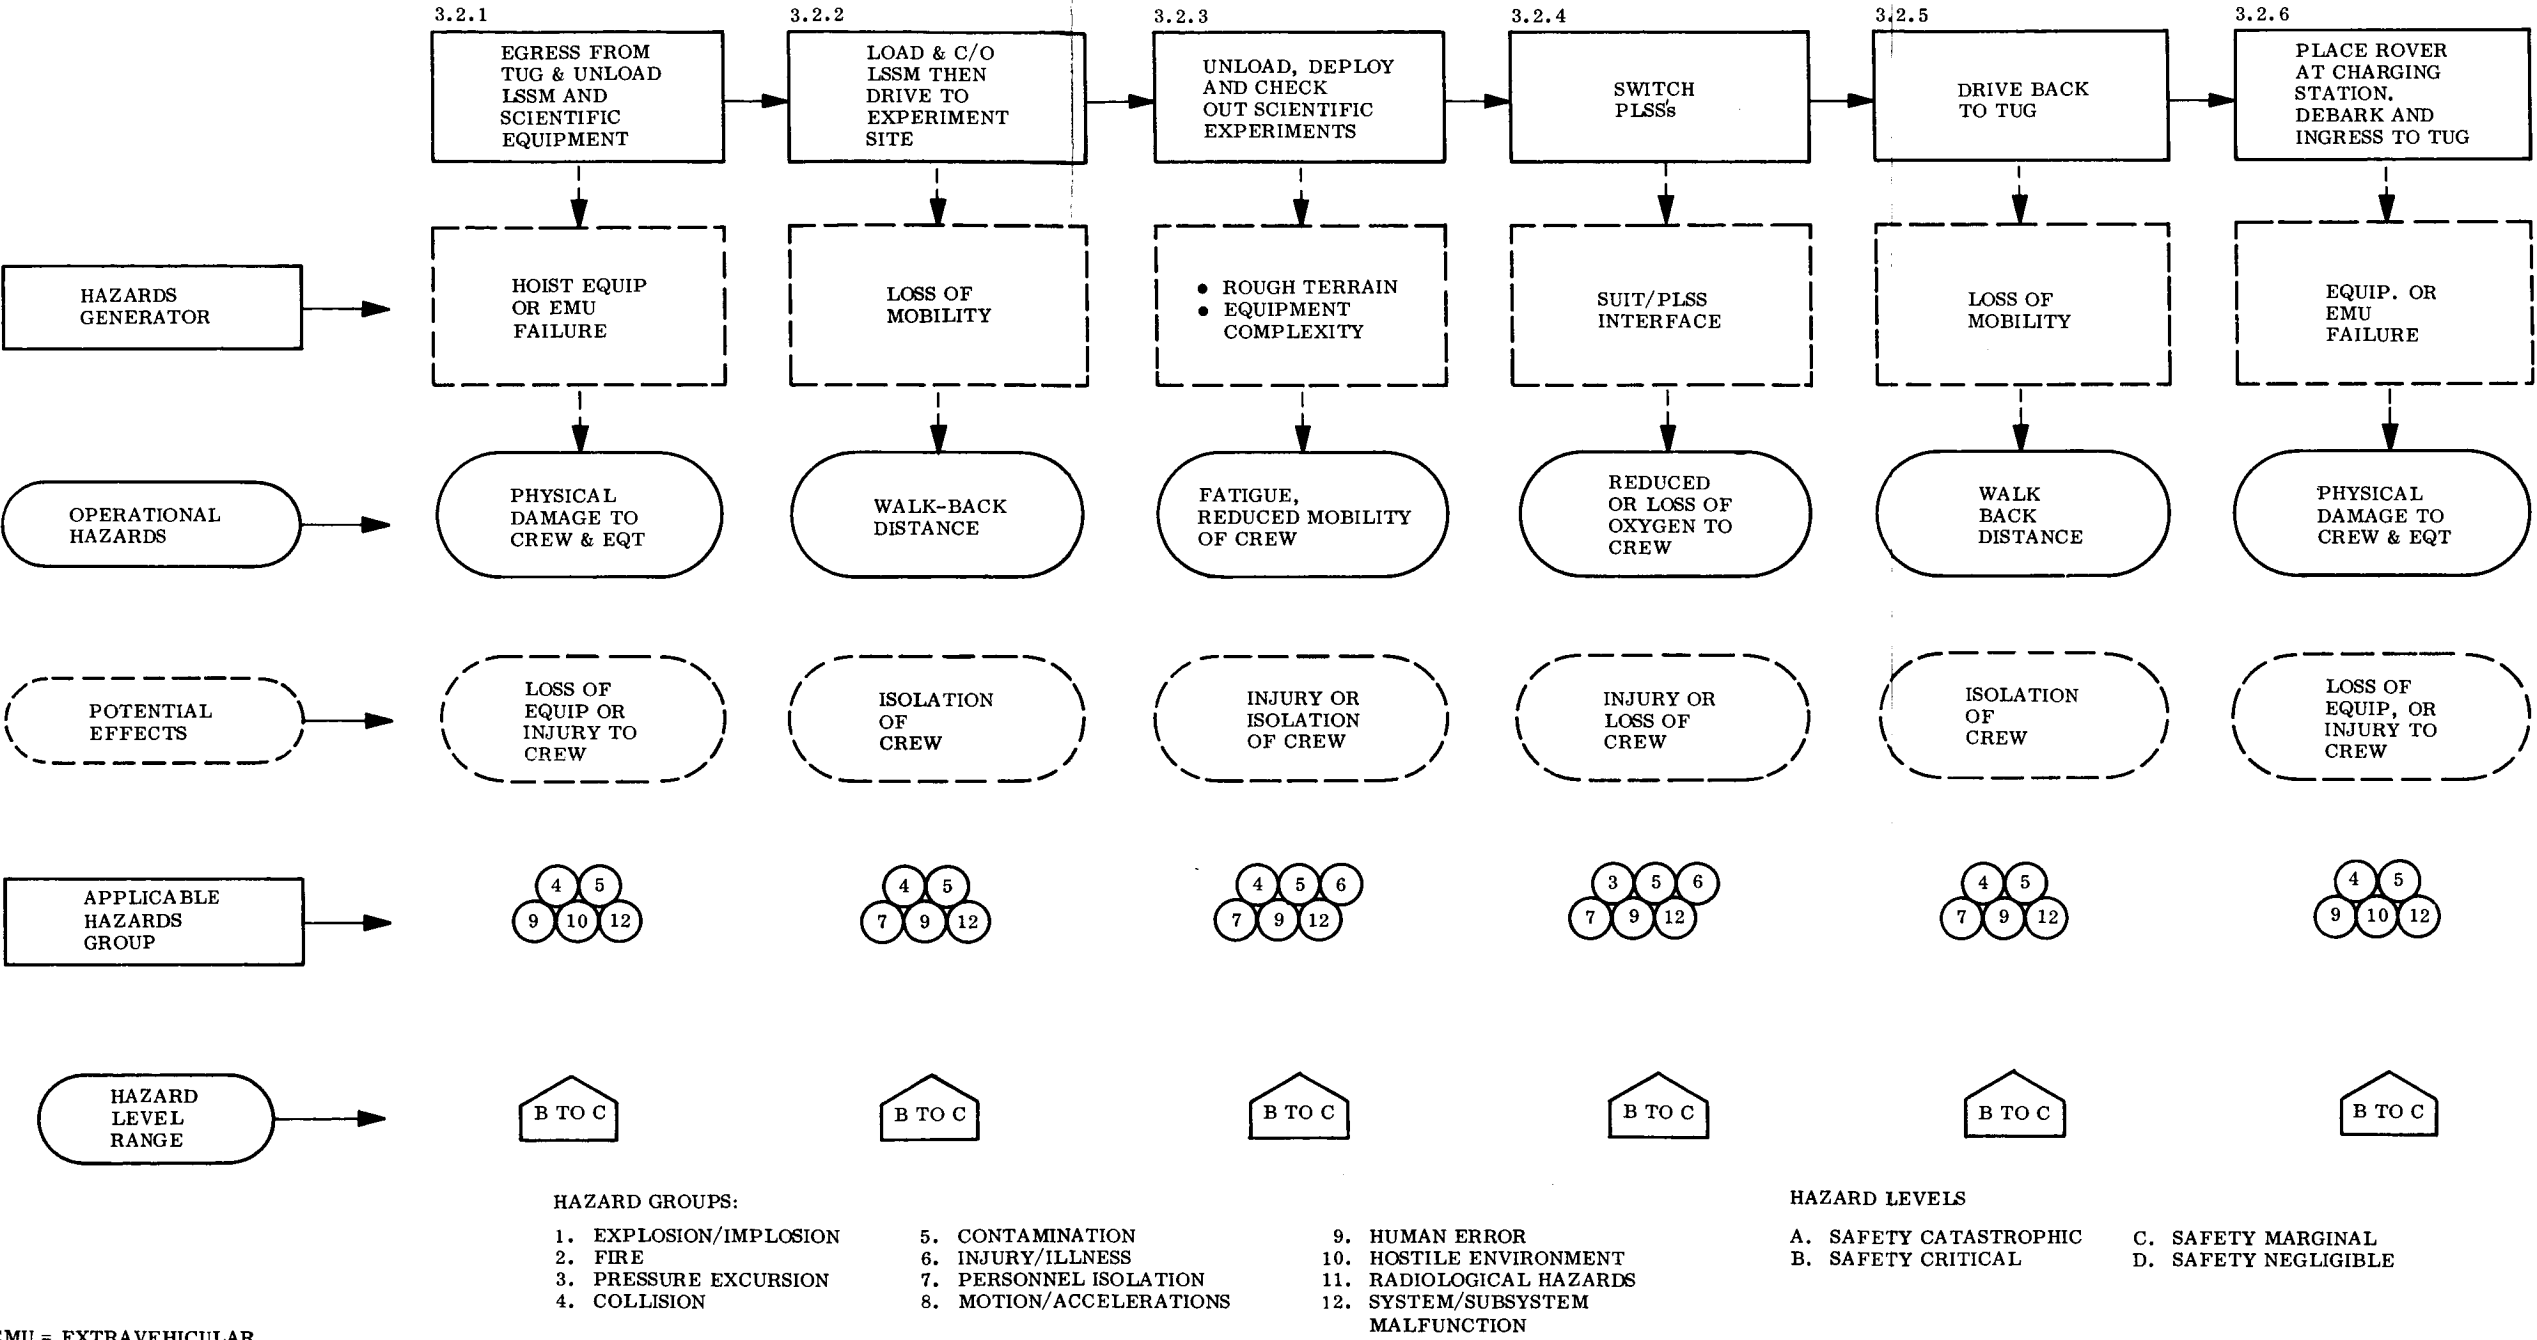 3.2.1
EGRESS FROM
TUG & UNLOAD
LSSM AND
SCIENTIFIC
EQUIPMENT
3.2.2
LOAD & C/O
LSSM THEN
DRIVE TO
EXPERIMENT
SITE
3.2.3
UNLOAD, DEPLOY
AND CHECK
OUT SCIENTIFIC
EXPERIMENTS
3.2.4
SWITCH
PLSS's
3.2.5
DRIVE BACK
TO TUG
3.2.6
PLACE ROVER
AT CHARGING
STATION.
DEBARK AND
INGRESS TO TUG
HAZARDS
GENERATOR
HOIST EQUIP
OR EMU
FAILURE
LOSS OF
MOBILITY
• ROUGH TERRAIN
• EQUIPMENT
COMPLEXITY
SUIT/PLSS
INTERFACE
LOSS OF
MOBILITY
EQUIP. OR
EMU
FAILURE
OPERATIONAL
HAZARDS
PHYSICAL
DAMAGE TO
CREW & EQT
WALK-BACK
DISTANCE
FATIGUE,
REDUCED MOBILITY
OF CREW
REDUCED
OR LOSS OF
OXYGEN TO
CREW
WALK
BACK
DISTANCE
PHYSICAL
DAMAGE TO
CREW & EQT
POTENTIAL
EFFECTS
LOSS OF
EQUIP OR
INJURY TO
CREW
ISOLATION
OF
CREW
INJURY OR
ISOLATION
OF CREW
INJURY OR
LOSS OF
CREW
ISOLATION
OF
CREW
LOSS OF
EQUIP, OR
INJURY TO
CREW
APPLICABLE
HAZARDS
GROUP
4 5
9 10 12
4 5
7 9 12
4 5 6
7 9 12
3 5 6
7 9 12
4 5
7 9 12
4 5
9 10 12
HAZARD
LEVEL
RANGE
B TO C
B TO C
B TO C
B TO C
B TO C
B TO C
HAZARD GROUPS:
1. EXPLOSION/IMPLOSION
2. FIRE
3. PRESSURE EXCURSION
4. COLLISION
5. CONTAMINATION
6. INJURY/ILLNESS
7. PERSONNEL ISOLATION
8. MOTION/ACCELERATIONS
9. HUMAN ERROR
10. HOSTILE ENVIRONMENT
11. RADIOLOGICAL HAZARDS
12. SYSTEM/SUBSYSTEM
MALFUNCTION
HAZARD LEVELS
A. SAFETY CATASTROPHIC
B. SAFETY CRITICAL
C. SAFETY MARGINAL
D. SAFETY NEGLIGIBLE
EMU = EXTRAVEHICULAR